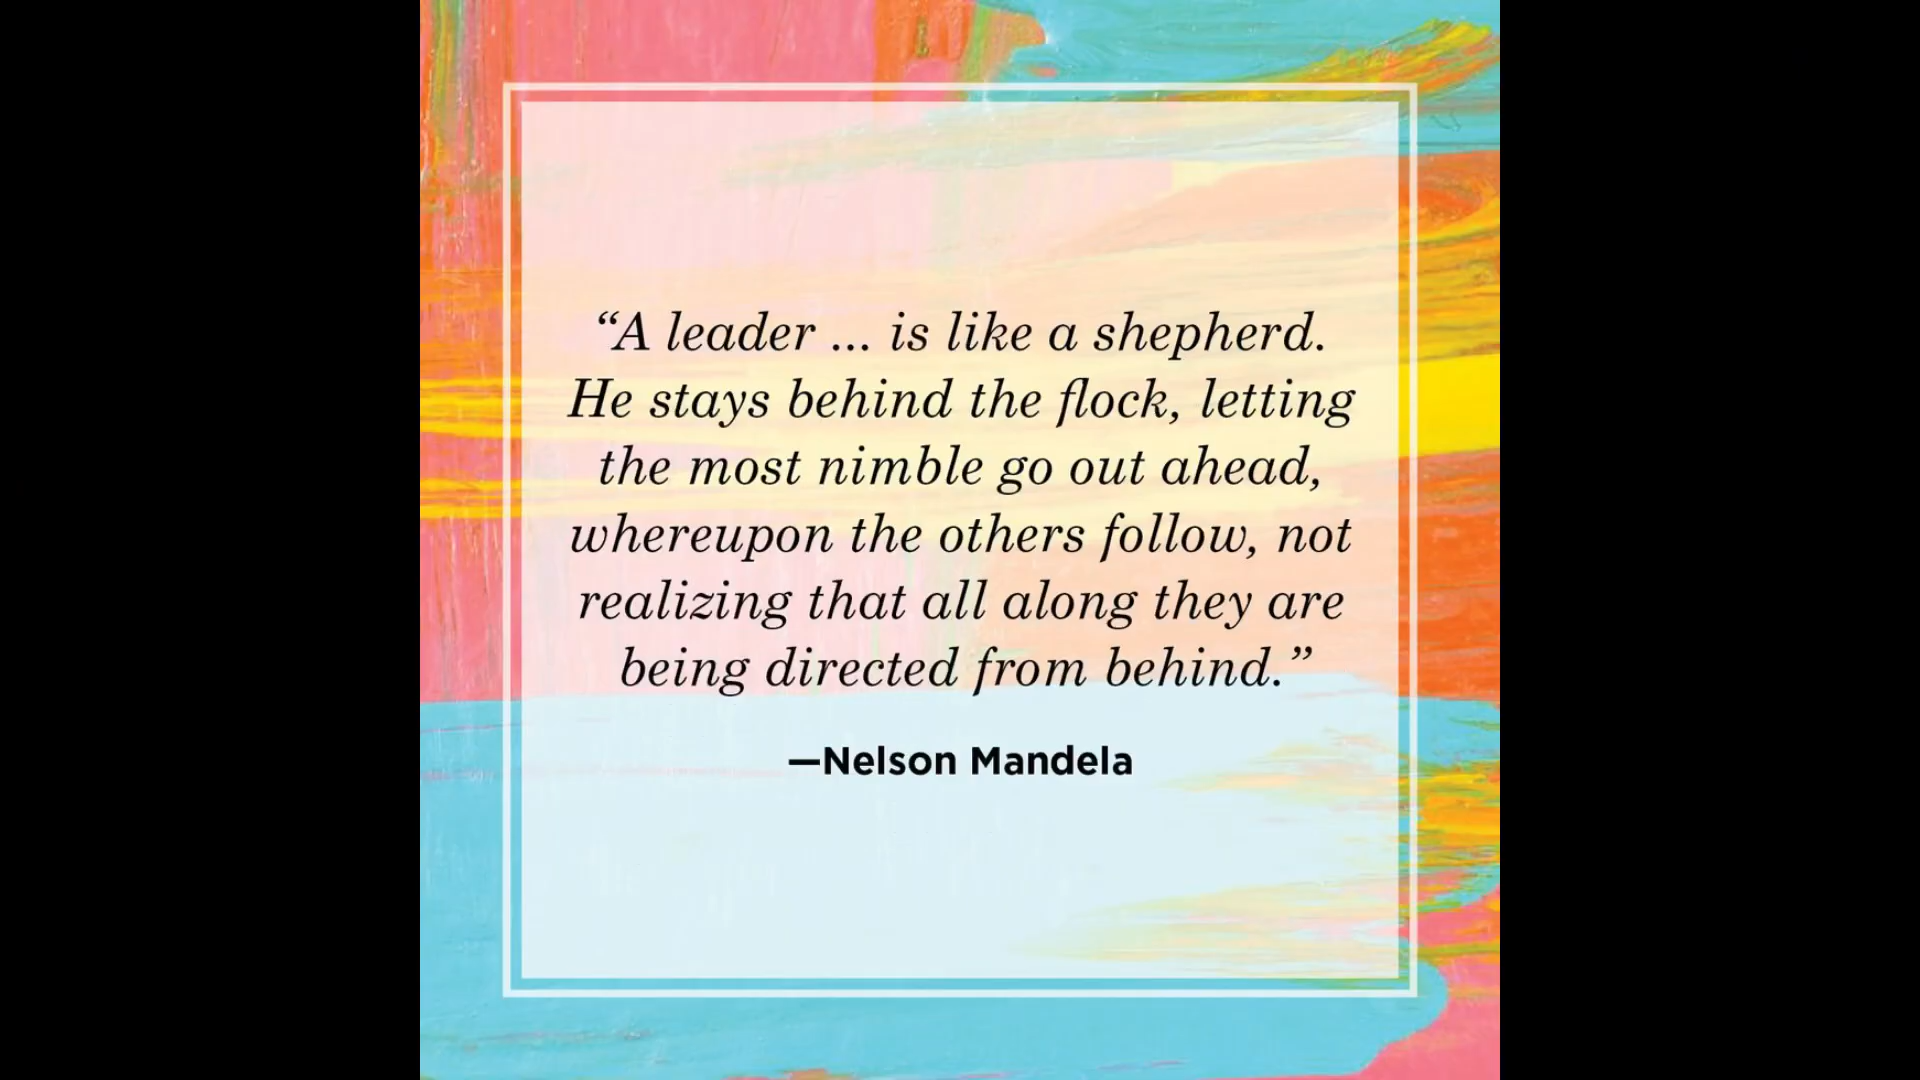 “A leader ... is like a shepherd.
He stays behind the flock, letting
the most nimble go out ahead,
whereupon the others follow, not
realizing that all along they are
being directed from behind.”
—Nelson Mandela